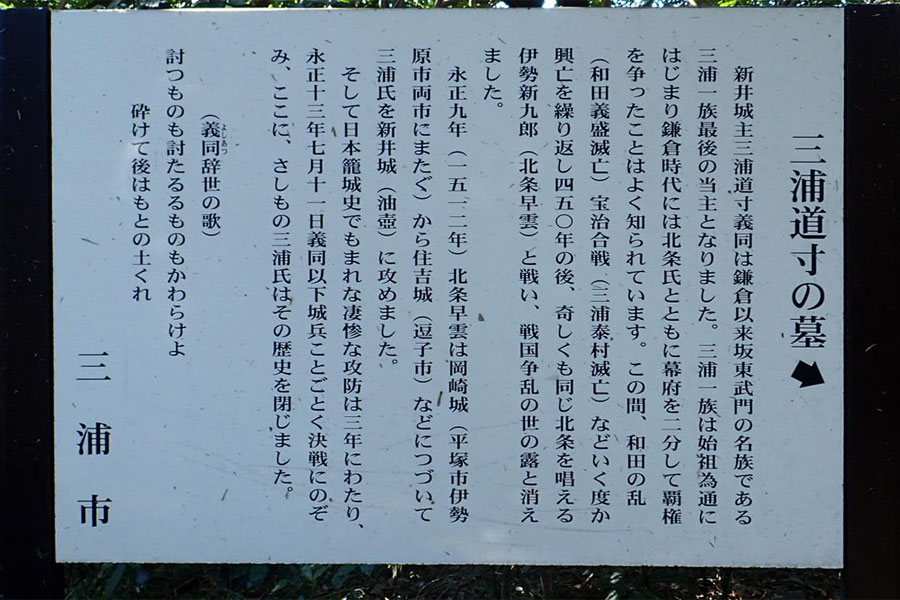 三浦道寸の墓
新井城主三浦道寸義同は鎌倉以来坂東武門の名族である
三浦一族最後の当主となりました。三浦一族は始祖為通に
はじまり鎌倉時代には北条氏とともに幕府を二分して覇権
を争ったことはよく知られています。この間、和田の乱
（和田義盛滅亡）宝治合戦（三浦泰村滅亡）などいく度か
興亡を繰り返し四五〇年の後、奇しくも同じ北条を唱える
伊勢新九郎（北条早雲）と戦い、戦国争乱の世の露と消え
ました。
永正九年（一五一二年）北条早雲は岡崎城（平塚市伊勢
原市両市にまたぐ）から住吉城（逗子市）などにつづいて
三浦氏を新井城（油壺）に攻めました。
そして日本籠城史でもまれな凄惨な攻防は三年にわたり、
永正十三年七月十一日義同以下城兵ことごとく決戦にのぞ
み、ここに、さしもの三浦氏はその歴史を閉じました。
（義同辞世の歌）
よしあつ
討つものも討たるるものもかわらけよ
砕けて後はもとの土くれ
三浦市